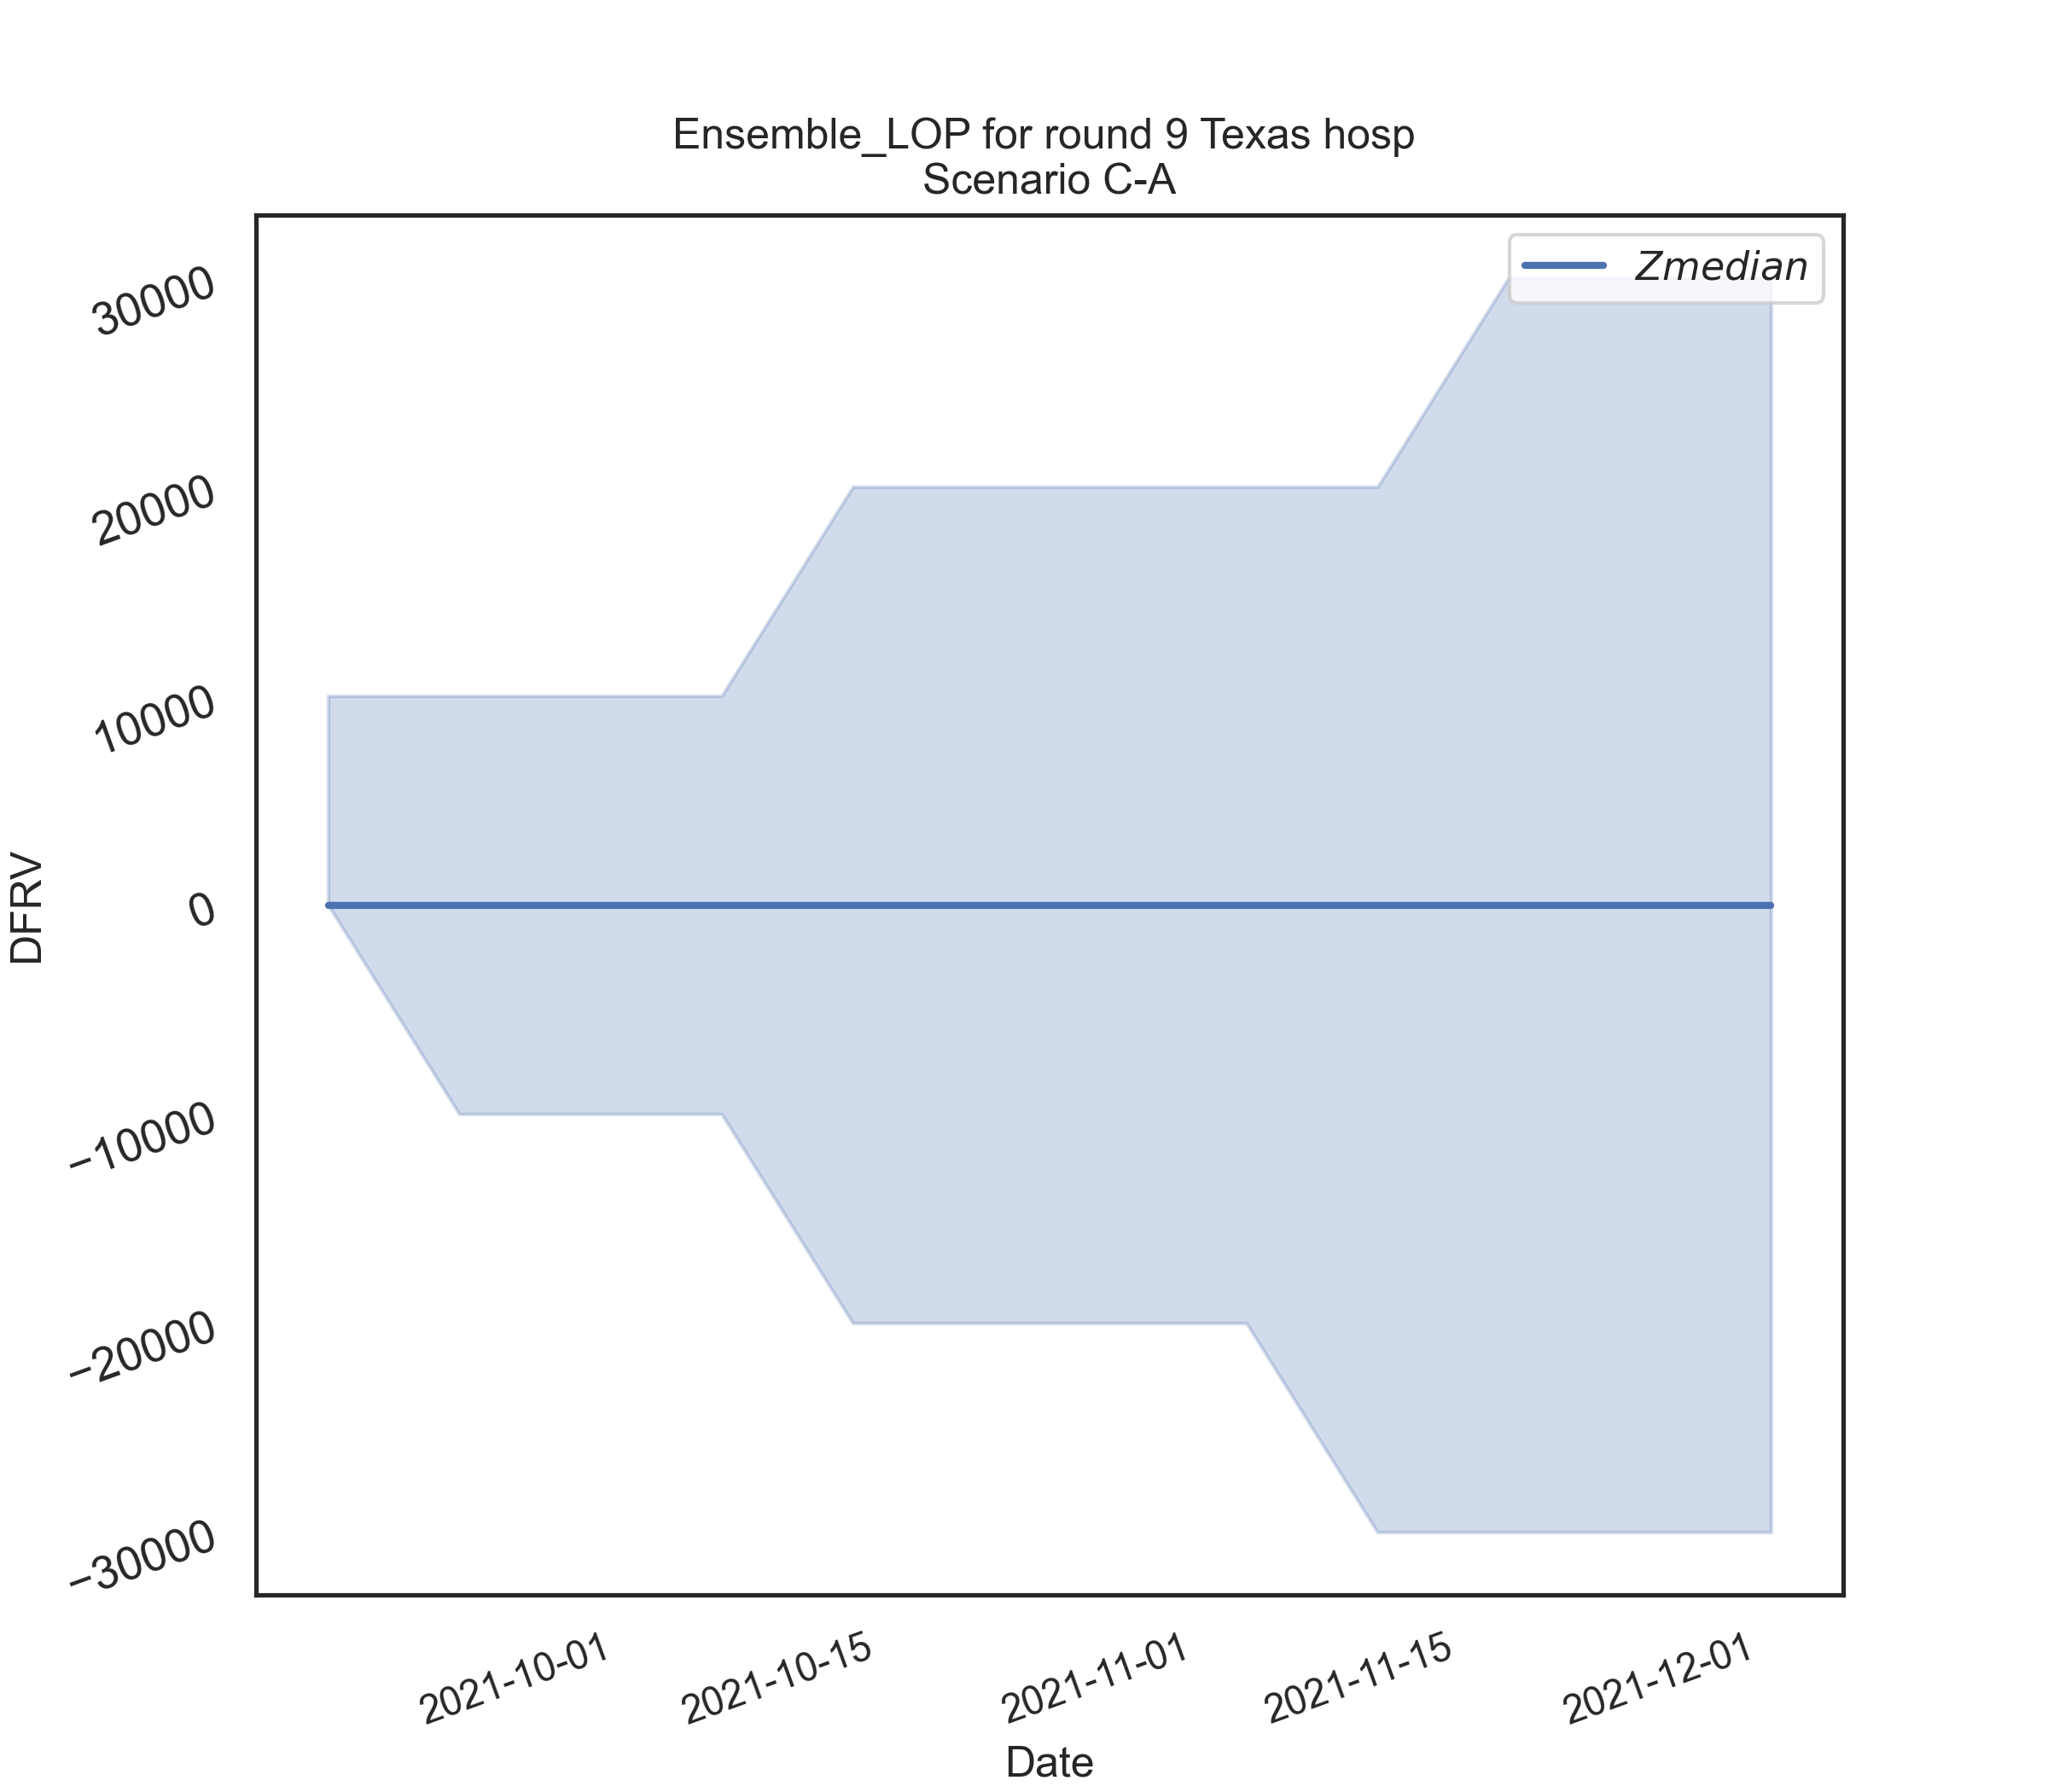 Ensemble_LOP for round 9 Texas hosp
Scenario C-A
Zmedian
30000
20000
10000
0
−10000
−20000
−30000
DFRV
2021-10-01
2021-10-15
2021-11-01
2021-11-15
2021-12-01
Date